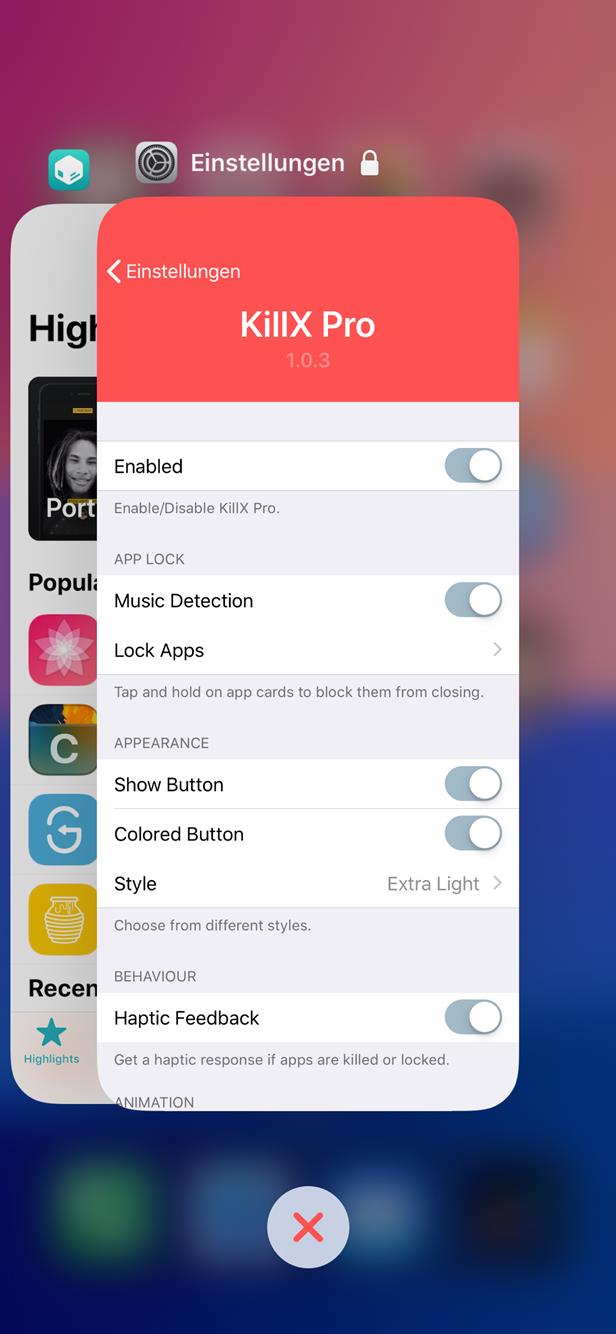 Einstellungen
Einstellungen
KillX Pro
1.0.3
Enabled
Enable/Disable KillX Pro.
APP LOCK
Music Detection
Lock Apps
Tap and hold on app cards to block them from closing.
APPEARANCE
Show Button
Colored Button
Style Extra Light
Choose from different styles.
BEHAVIOUR
Haptic Feedback
Get a haptic response if apps are killed or locked.
ANIMATION
High
Port
Popula
C
Recen
Highlights